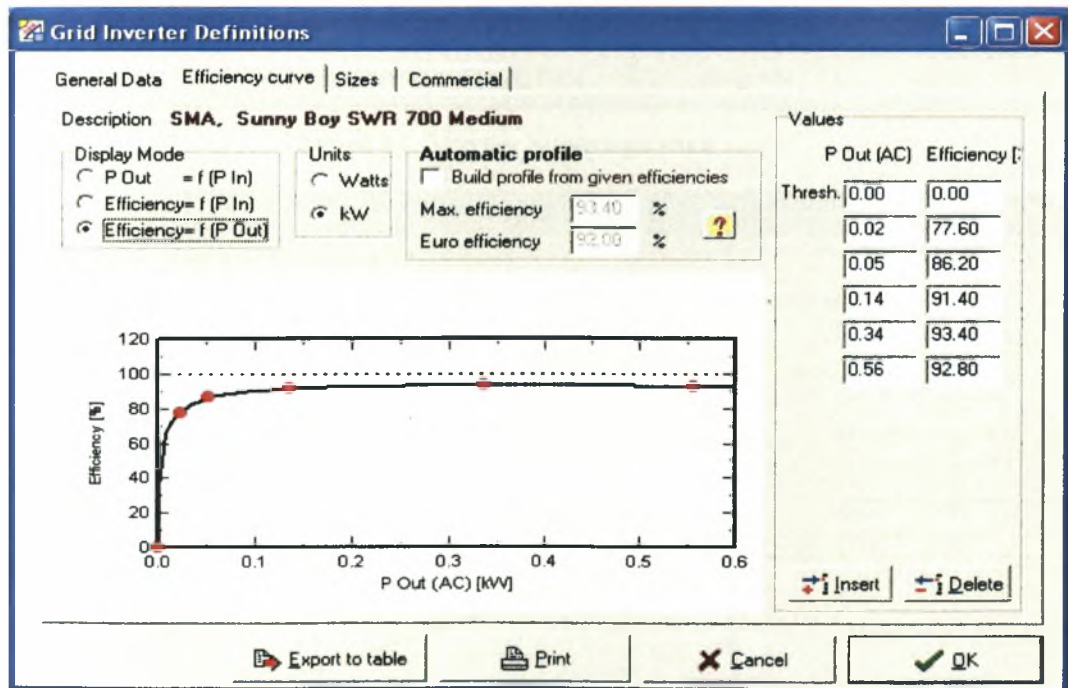 Grid Inverter Definitions
General Data Efficiency curve Sizes Commercial
Description SMA, Sunny Boy SWR 700 Medium
Display Mode
P Out = f (P In)
Efficiency= f (P In)
Efficiency= f (P Out)
Units
Watts
kW
Automatic profile
Build profile from given efficiencies
Max. efficiency 93.40 %
Euro efficiency 92.00 %
?
Values
P Out (AC) Efficiency [:
Thresh. 0.00 0.00
0.02 77.60
0.05 86.20
0.14 91.40
0.34 93.40
0.56 92.80
120
100
80
60
40
20
0
Efficiency [%]
0.0 0.1 0.2 0.3 0.4 0.5 0.6
P Out (AC) [kW]
Insert Delete
Export to table Print Cancel OK